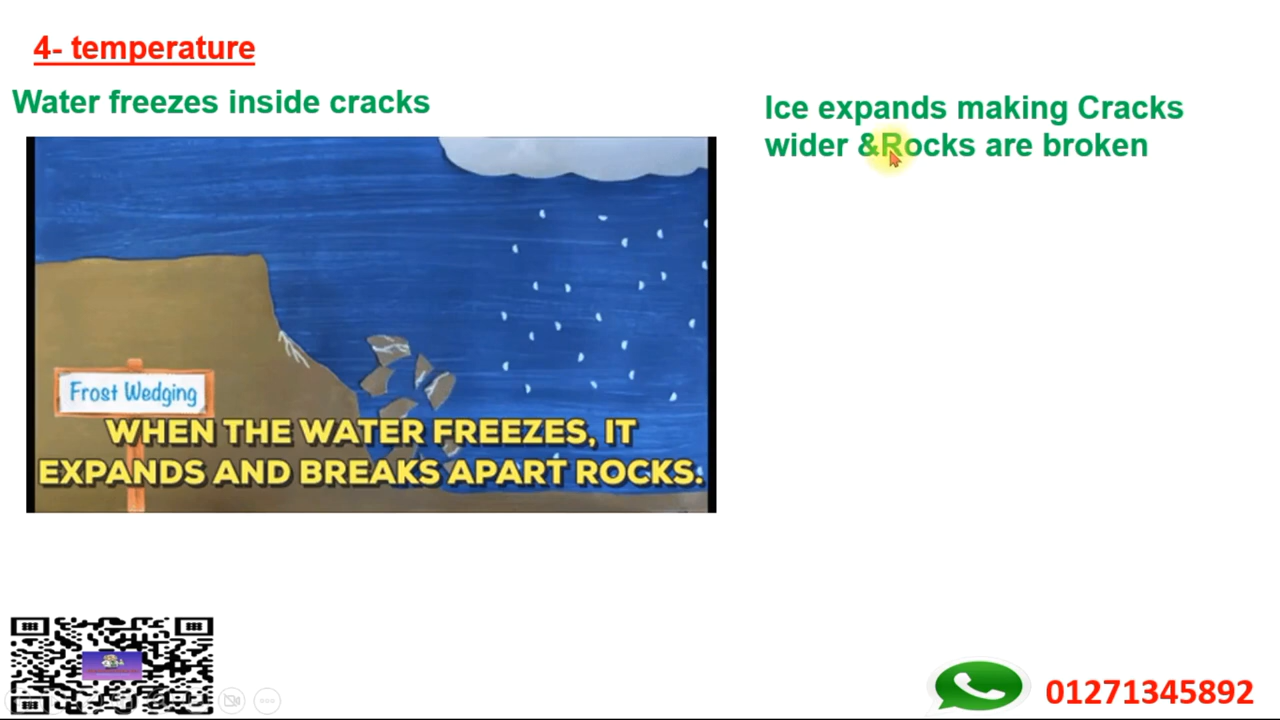 4- temperature
Water freezes inside cracks
Ice expands making Cracks
wider &Rocks are broken
Frost Wedging
WHEN THE WATER FREEZES, IT
EXPANDS AND BREAKS APART ROCKS.
01271345892